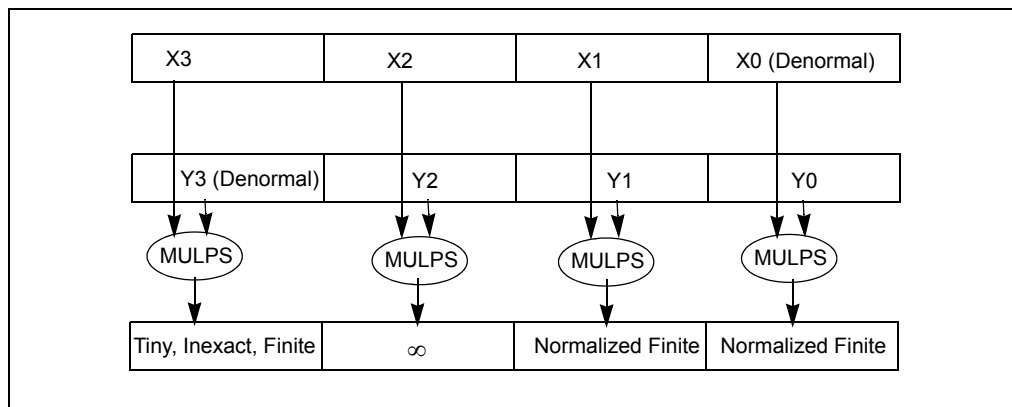 X3 X2 X1 X0 (Denormal)
Y3 (Denormal) Y2 Y1 Y0
MULPS MULPS MULPS MULPS
Tiny, Inexact, Finite ∞ Normalized Finite Normalized Finite